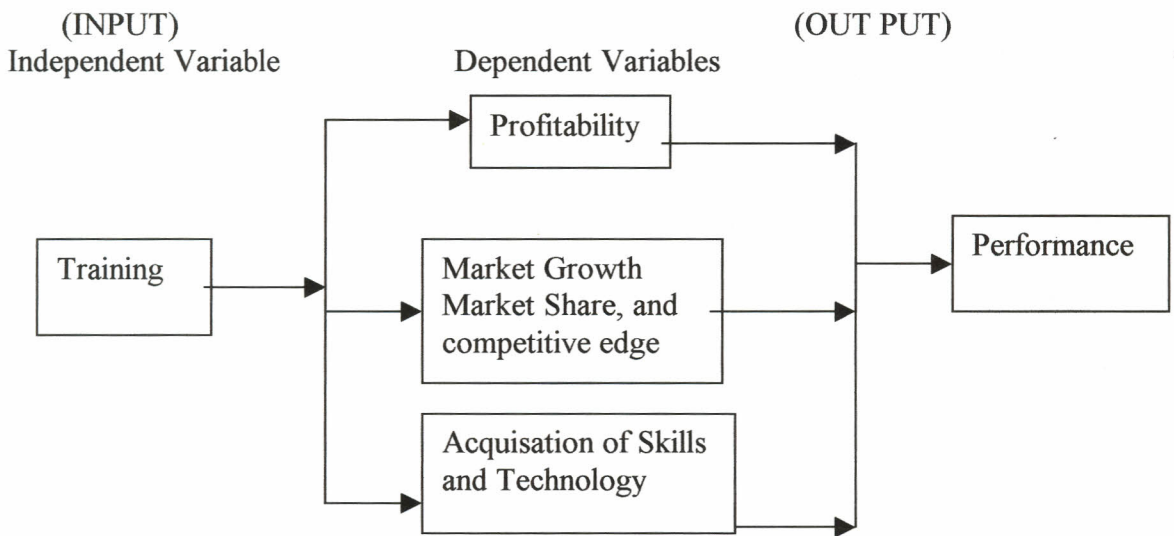 (INPUT)
(OUT PUT)
Independent Variable
Dependent Variables
Profitability
Training
Market Growth
Market Share, and
competitive edge
Performance
Acquisation of Skills
and Technology